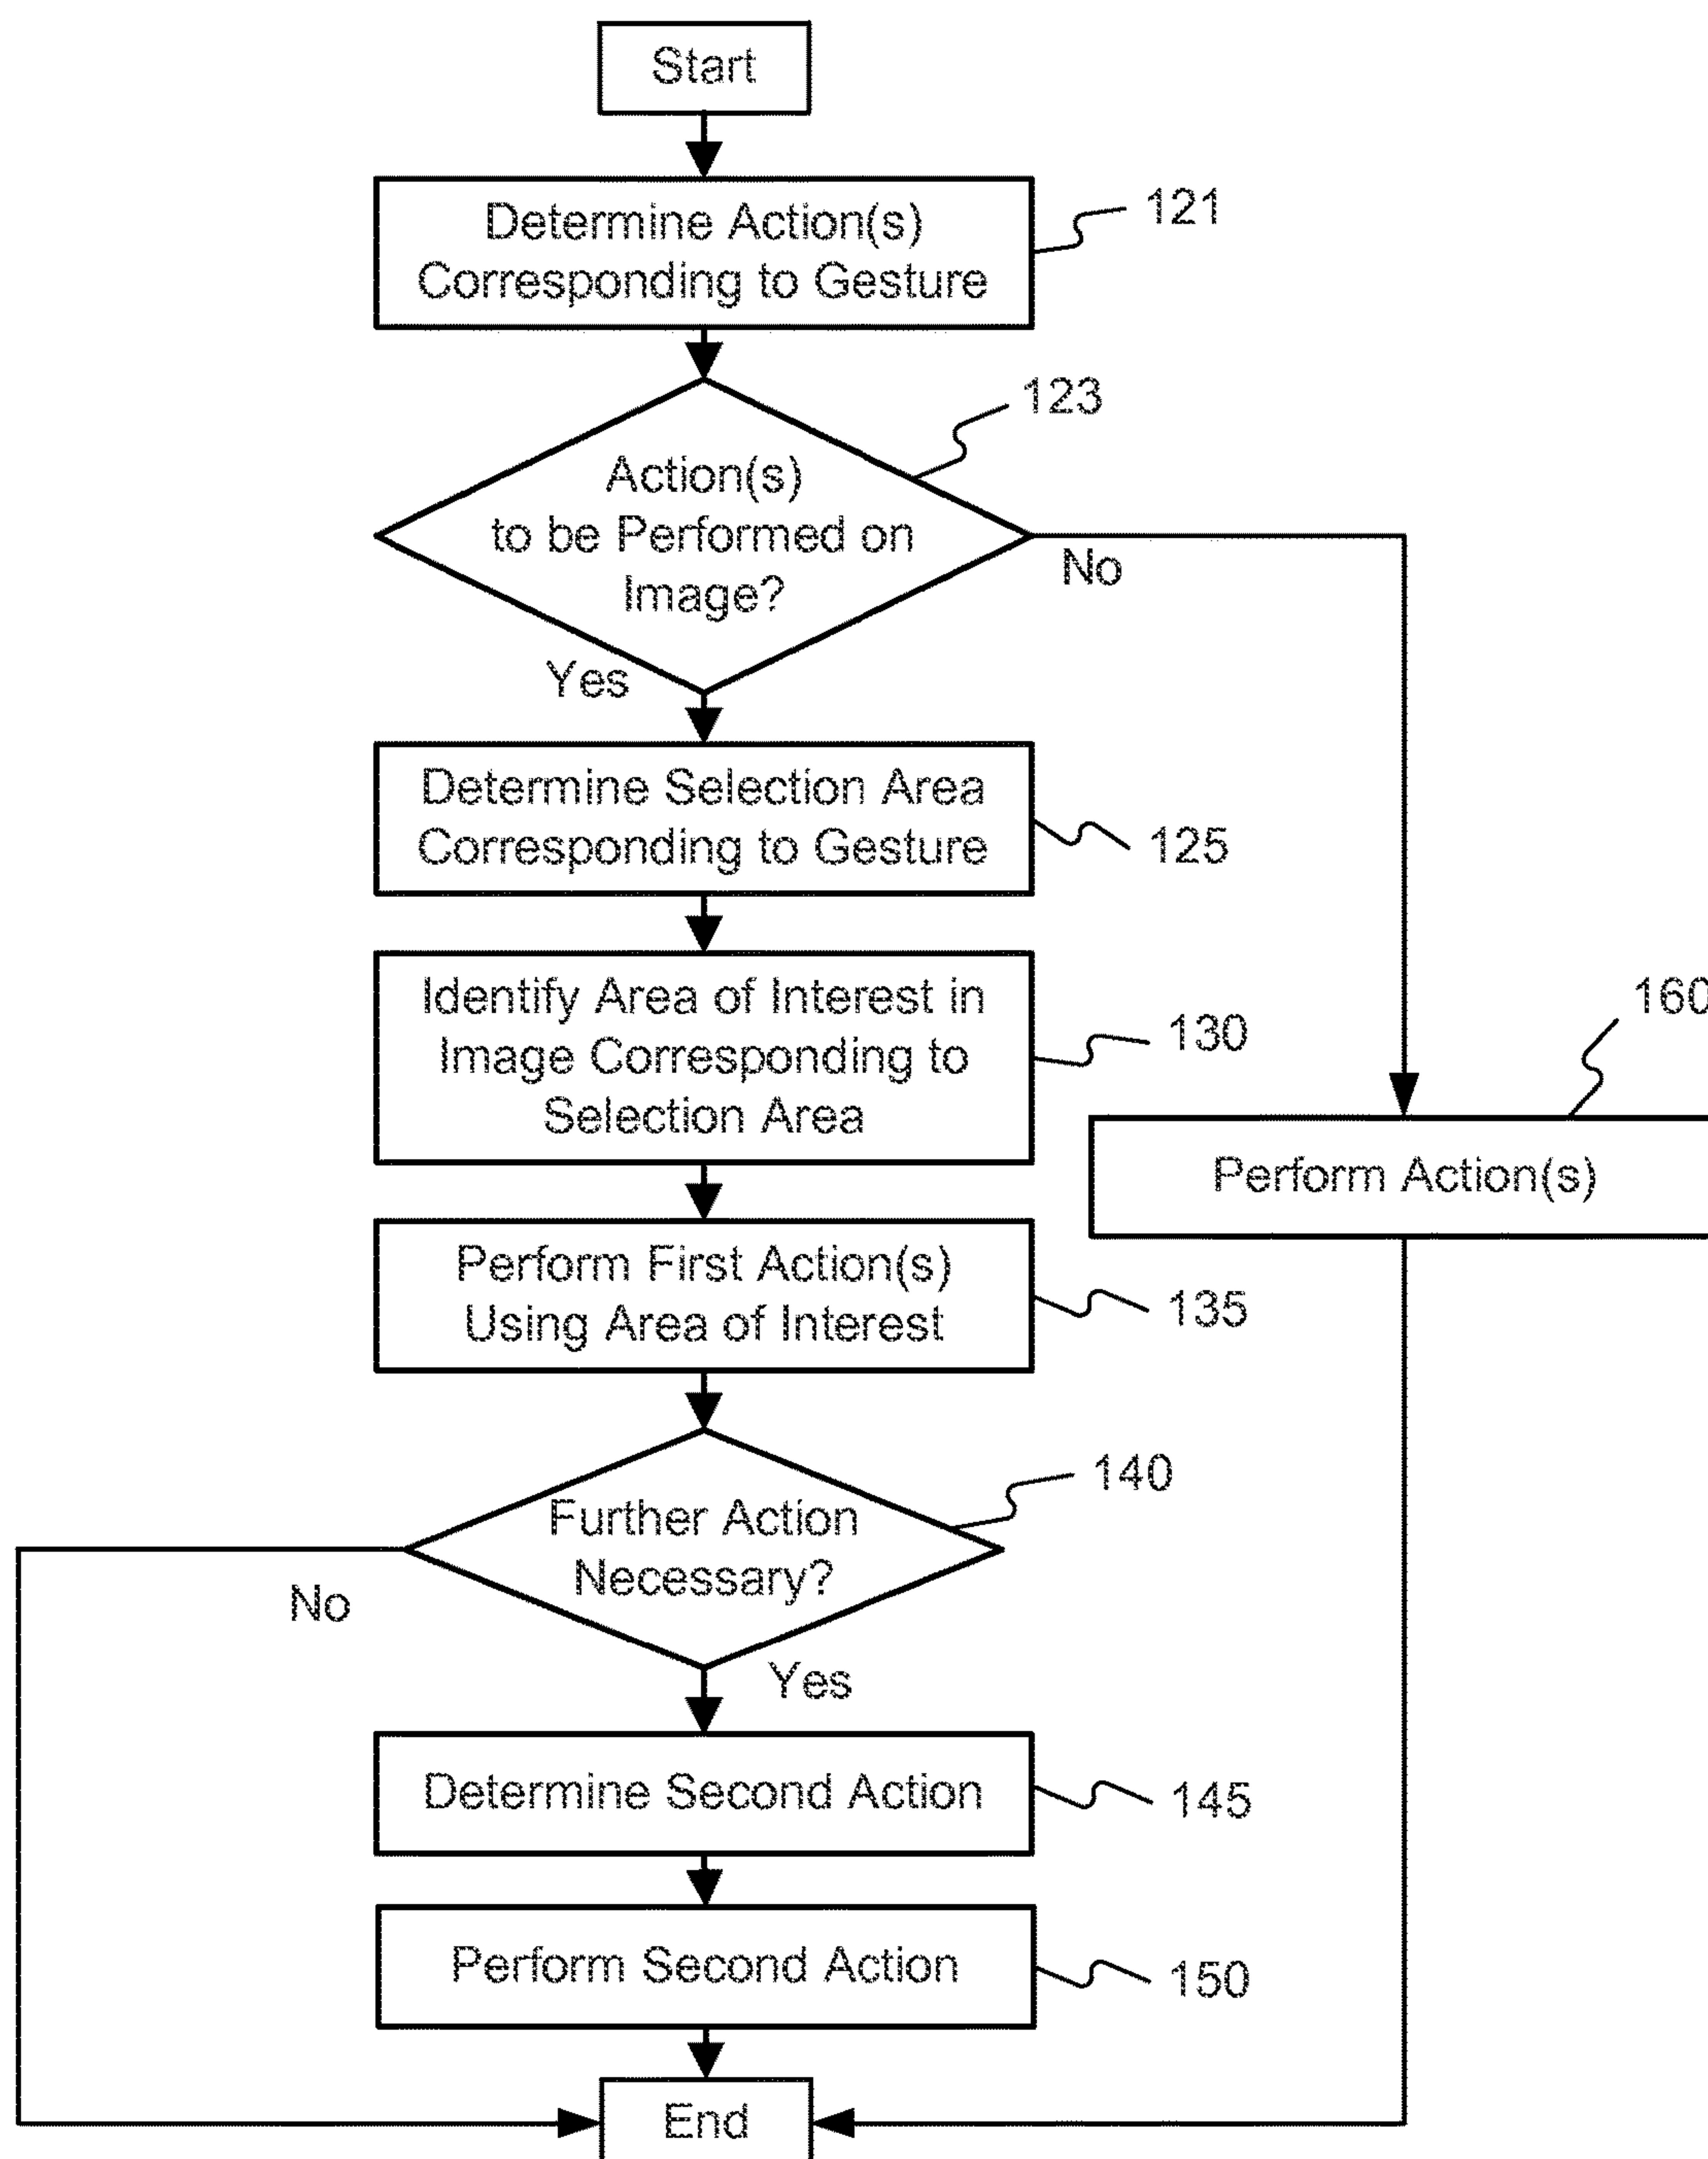 Start
Determine Action(s)
Corresponding to Gesture
121
123
Action(s)
to be Performed on
Image?
No
Yes
Determine Selection Area
Corresponding to Gesture
125
Identify Area of Interest in
Image Corresponding to
Selection Area
130
160
Perform Action(s)
Perform First Action(s)
Using Area of Interest
135
140
Further Action
Necessary?
No
Yes
Determine Second Action
145
Perform Second Action
150
End